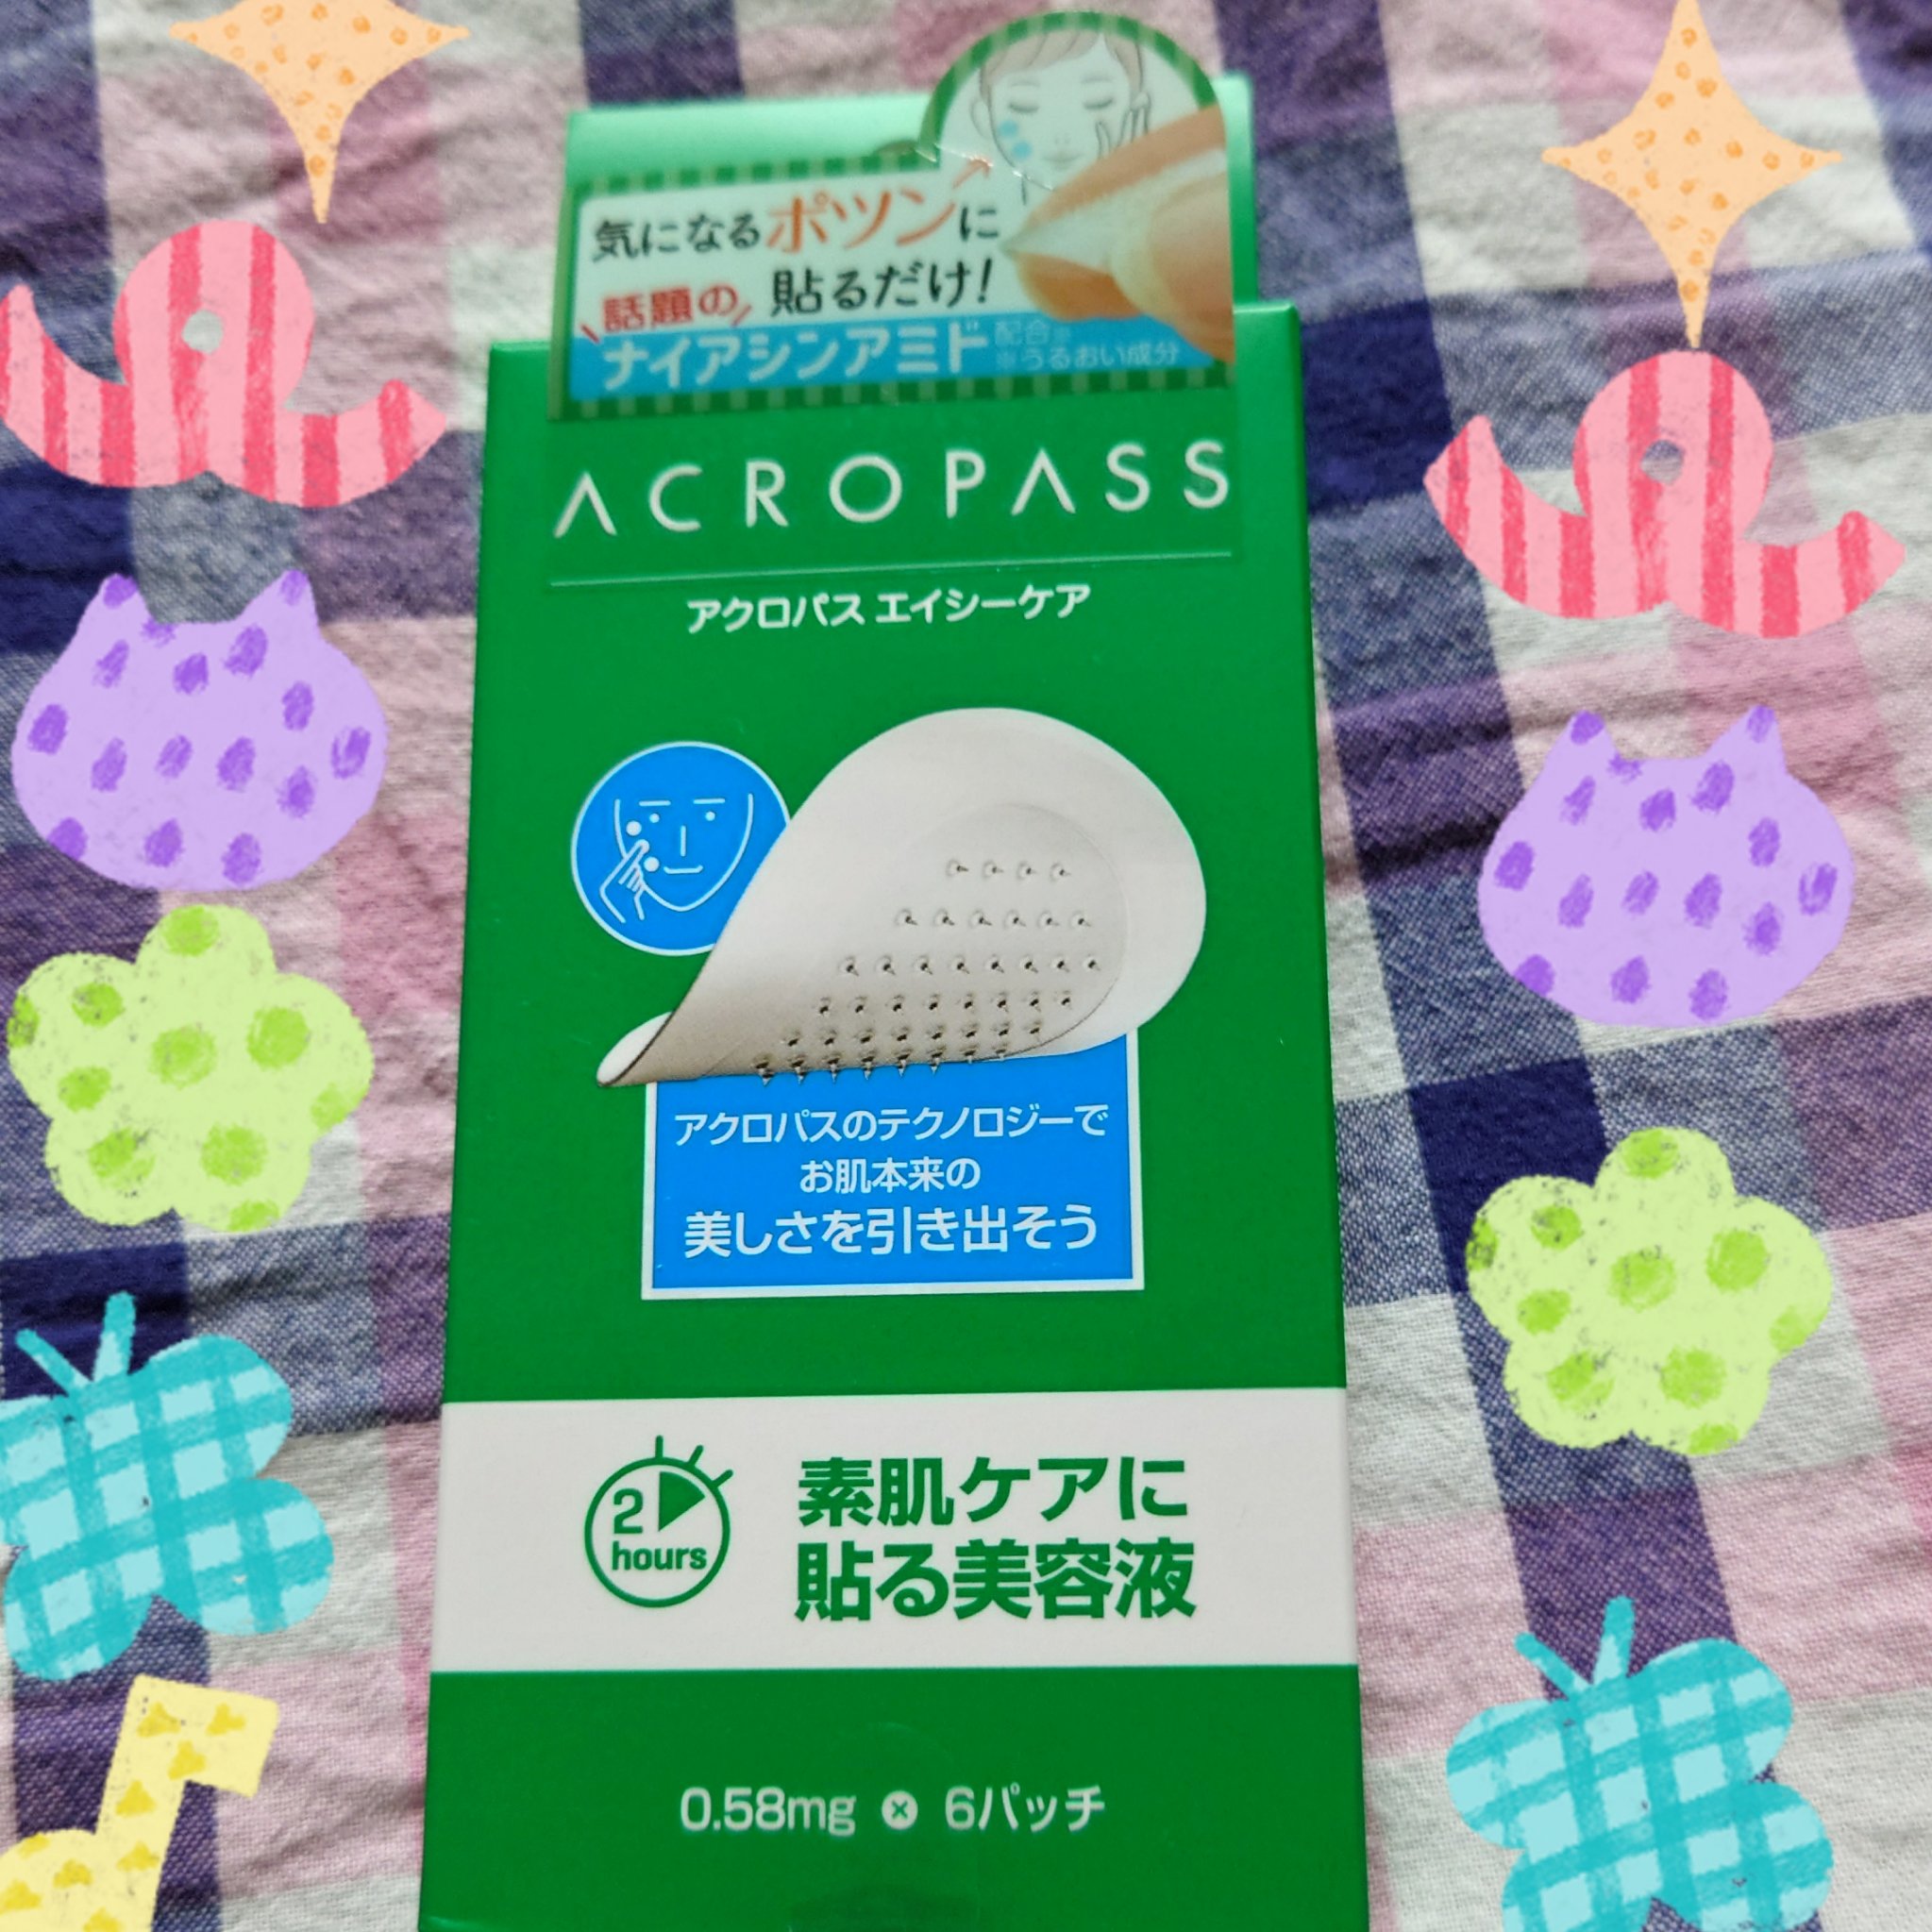 気になるポツンに
話題の 貼るだけ!
ナイアシンアミド 配合※
※うるおい成分
ACROPASS
アクロパス エイシーケア
アクロパスのテクノロジーで
お肌本来の
美しさを引き出そう
2
hours
素肌ケアに
貼る美容液
0.58mg × 6パッチ